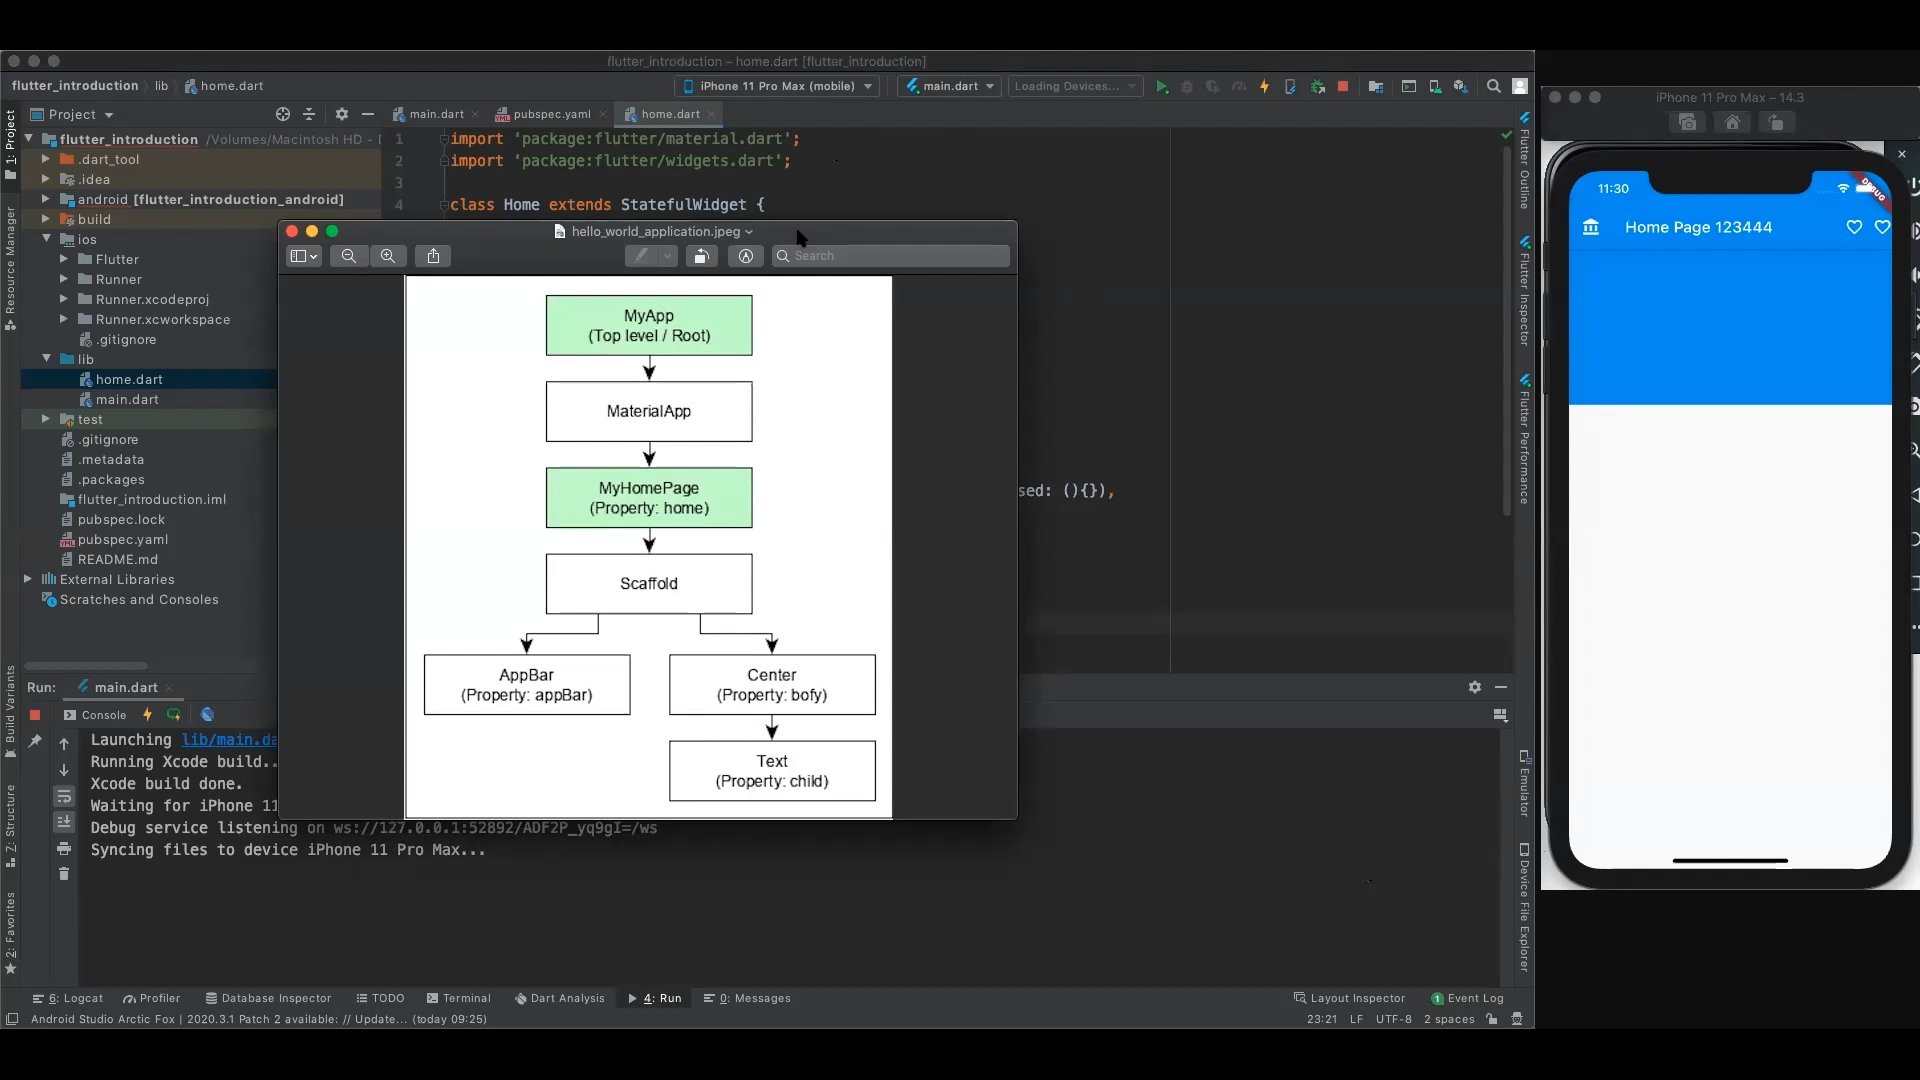 flutter_introduction – home.dart [flutter_introduction]
flutter_introduction lib home.dart
iPhone 11 Pro Max (mobile)
main.dart
Loading Devices...
Project
main.dart
pubspec.yaml
home.dart
flutter_introduction /Volumes/Macintosh HD -
.dart_tool
.idea
android [flutter_introduction_android]
build
ios
Flutter
Runner
Runner.xcodeproj
Runner.xcworkspace
.gitignore
lib
home.dart
main.dart
test
.gitignore
.metadata
.packages
flutter_introduction.iml
pubspec.lock
pubspec.yaml
README.md
External Libraries
Scratches and Consoles
1 import 'package:flutter/material.dart';
2 import 'package:flutter/widgets.dart';
3
4 class Home extends StatefulWidget {
sed: (){}),
hello_world_application.jpeg
Search
MyApp
(Top level / Root)
MaterialApp
MyHomePage
(Property: home)
Scaffold
AppBar
(Property: appBar)
Center
(Property: bofy)
Text
(Property: child)
1: Project
Resource Manager
Build Variants
7: Structure
2: Favorites
Flutter Outline
Flutter Inspector
Flutter Performance
Emulator
Device File Explorer
Run: main.dart
Console
Launching lib/main.da
Running Xcode build..
Xcode build done.
Waiting for iPhone 11
Debug service listening on ws://127.0.0.1:52892/ADF2P_yq9gI=/ws
Syncing files to device iPhone 11 Pro Max...
6: Logcat
Profiler
Database Inspector
TODO
Terminal
Dart Analysis
4: Run
0: Messages
Layout Inspector
1 Event Log
Android Studio Arctic Fox | 2020.3.1 Patch 2 available: // Update... (today 09:25)
23:21 LF UTF-8 2 spaces
iPhone 11 Pro Max – 14.3
11:30
DEBUG
Home Page 123444